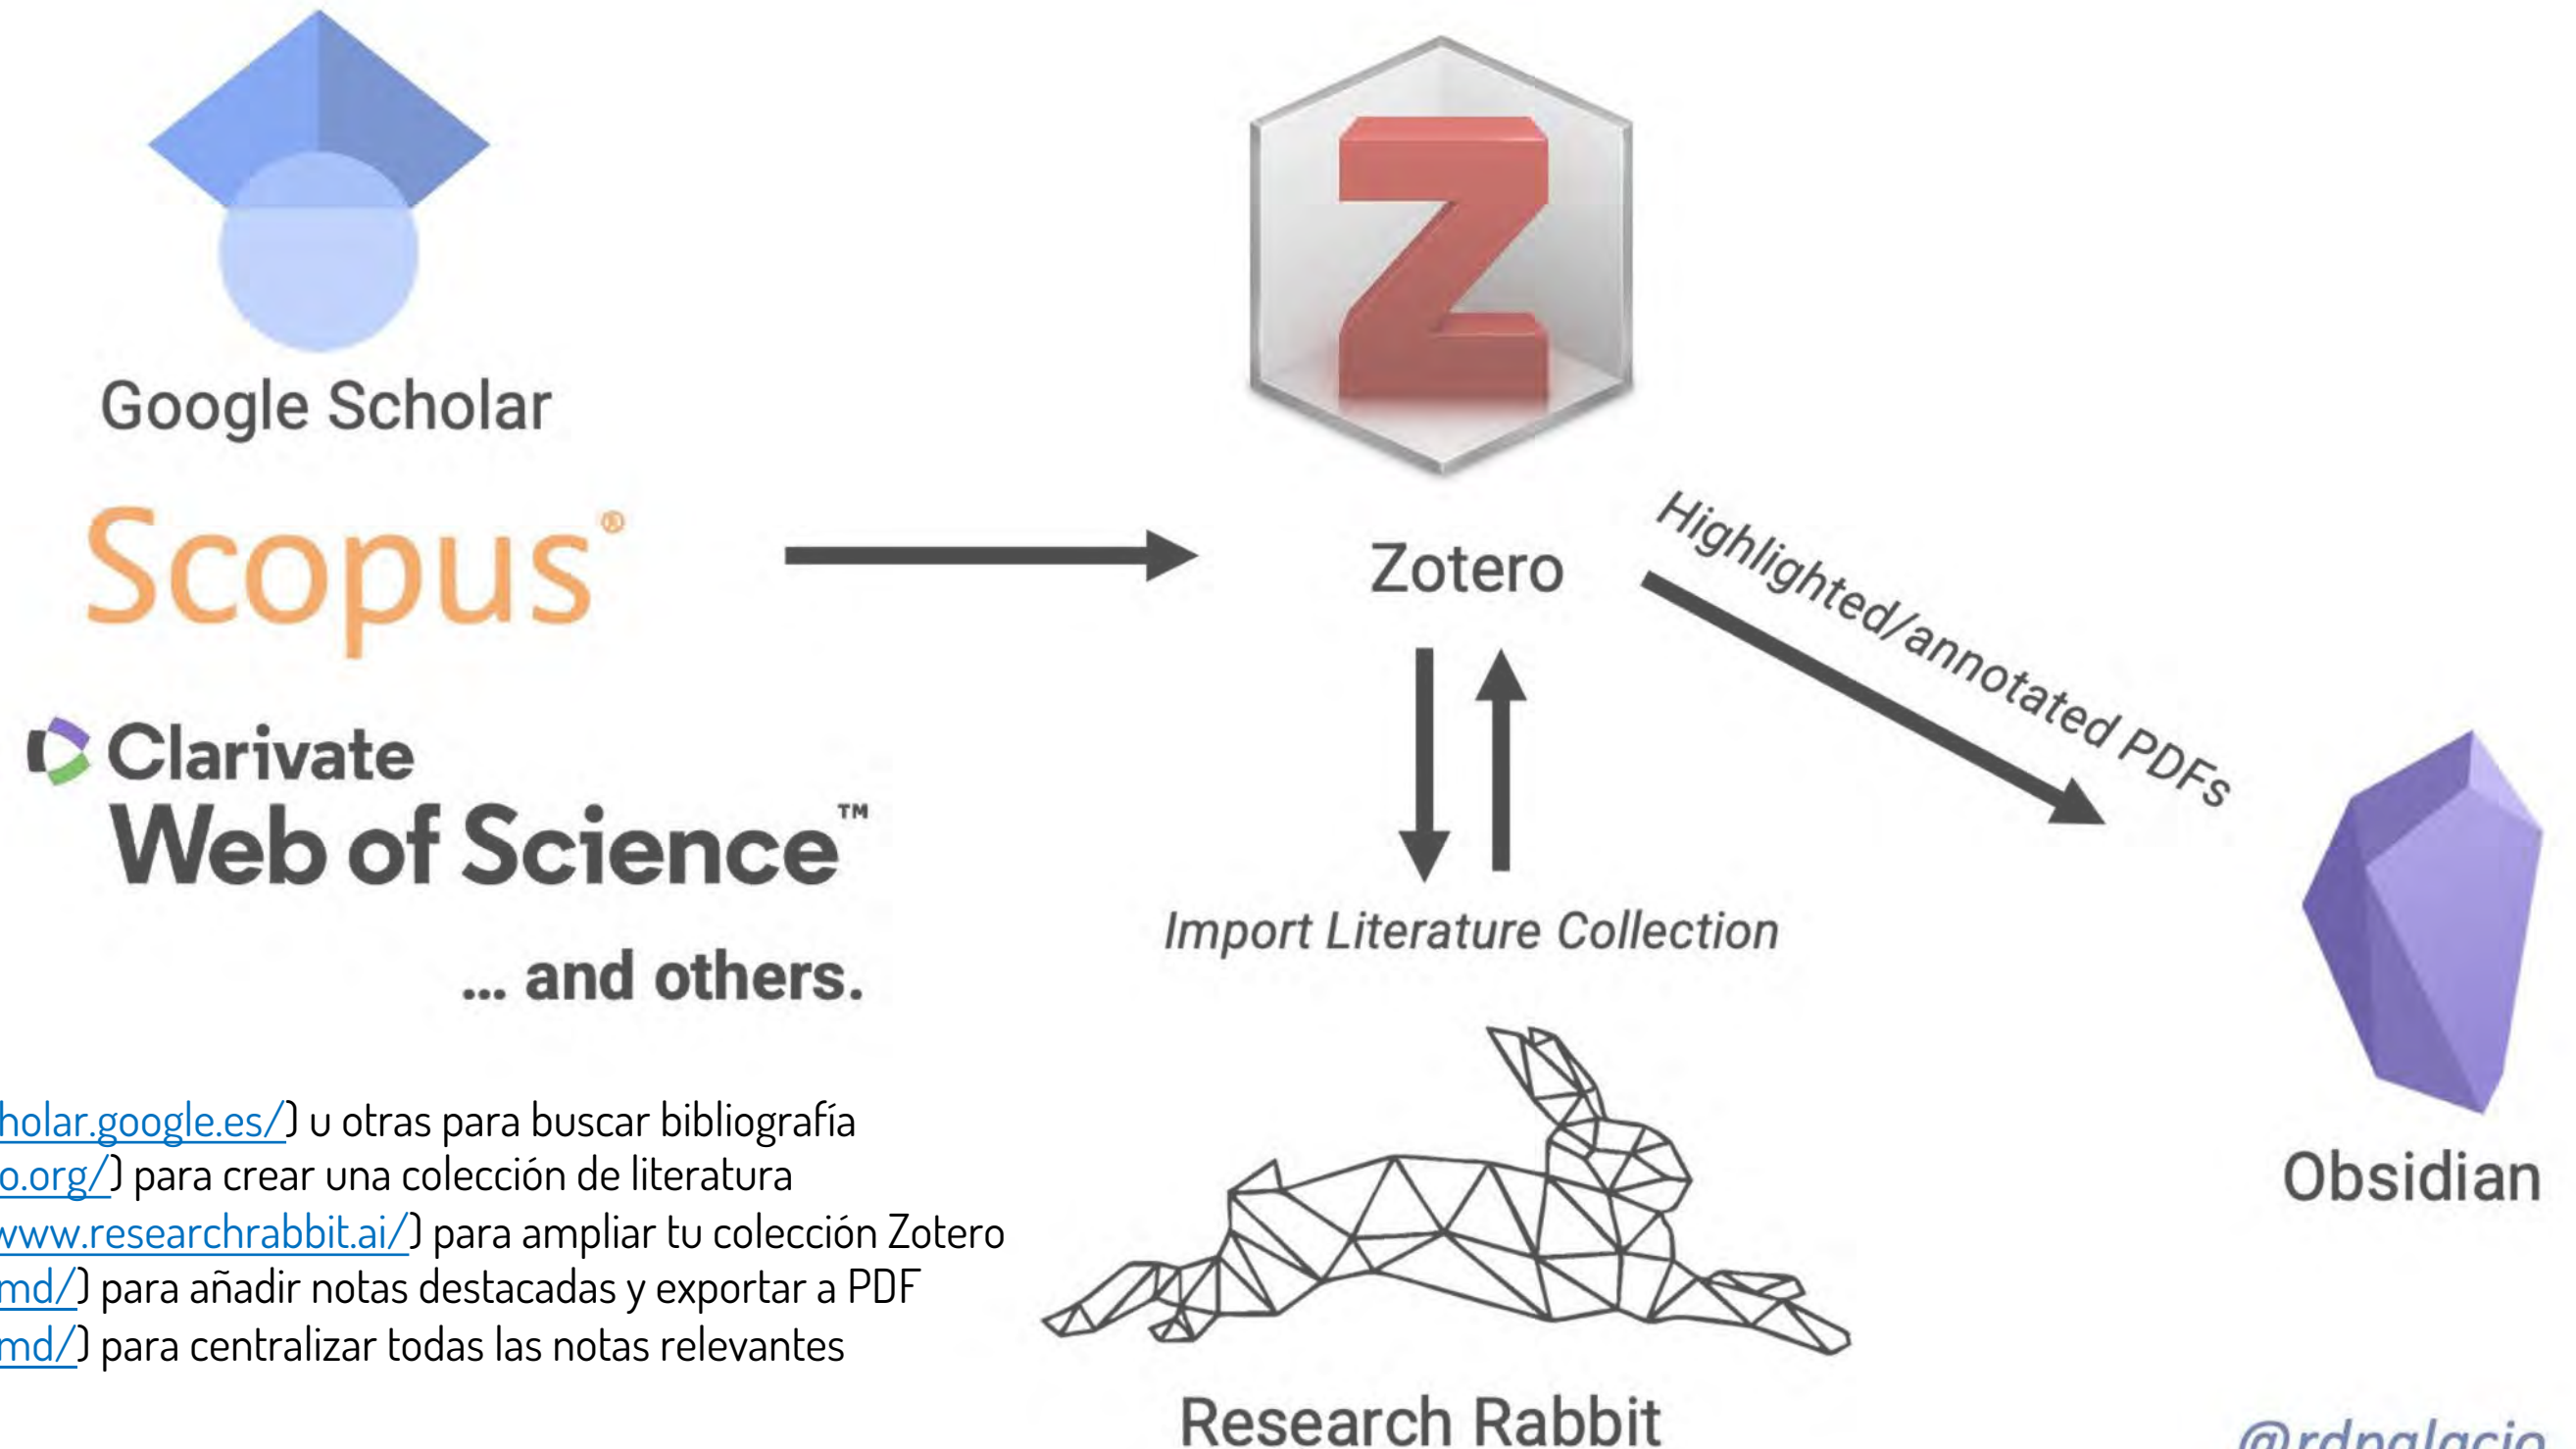 Google Scholar
Scopus®
Clarivate
Web of Science™
... and others.
Zotero
Highlighted/annotated PDFs
Import Literature Collection
Obsidian
Research Rabbit
holar.google.es/) u otras para buscar bibliografía
o.org/) para crear una colección de literatura
www.researchrabbit.ai/) para ampliar tu colección Zotero
md/) para añadir notas destacadas y exportar a PDF
md/) para centralizar todas las notas relevantes
@rdpalacio